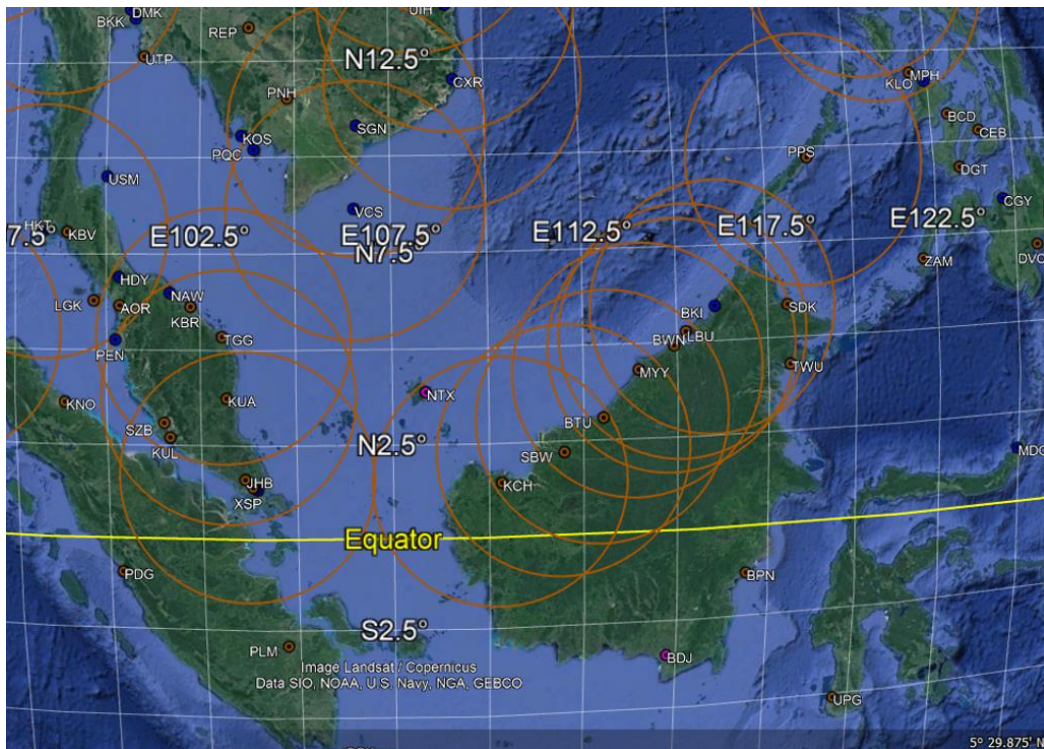 DMK
BKK
UIH
REP
UTP
N12.5°
CXR
MPH
KLO
PNH
BCD
CEB
SGN
KOS
PQC
PPS
DGT
USM
CGY
VCS
HKT
KBV
7.5°
E102.5°
E107.5°
E112.5°
E117.5°
E122.5°
N7.5°
DVO
ZAM
HDY
NAW
LGK
AOR
KBR
BKI
SDK
TGG
LBU
BWN
PEN
MYY
TWU
NTX
KNO
KUA
BTU
SZB
KUL
N2.5°
SBW
MDC
JHB
KCH
XSP
Equator
PDG
BPN
S2.5°
PLM
BDJ
Image Landsat / Copernicus
Data SIO, NOAA, U.S. Navy, NGA, GEBCO
UPG
5° 29.875' N